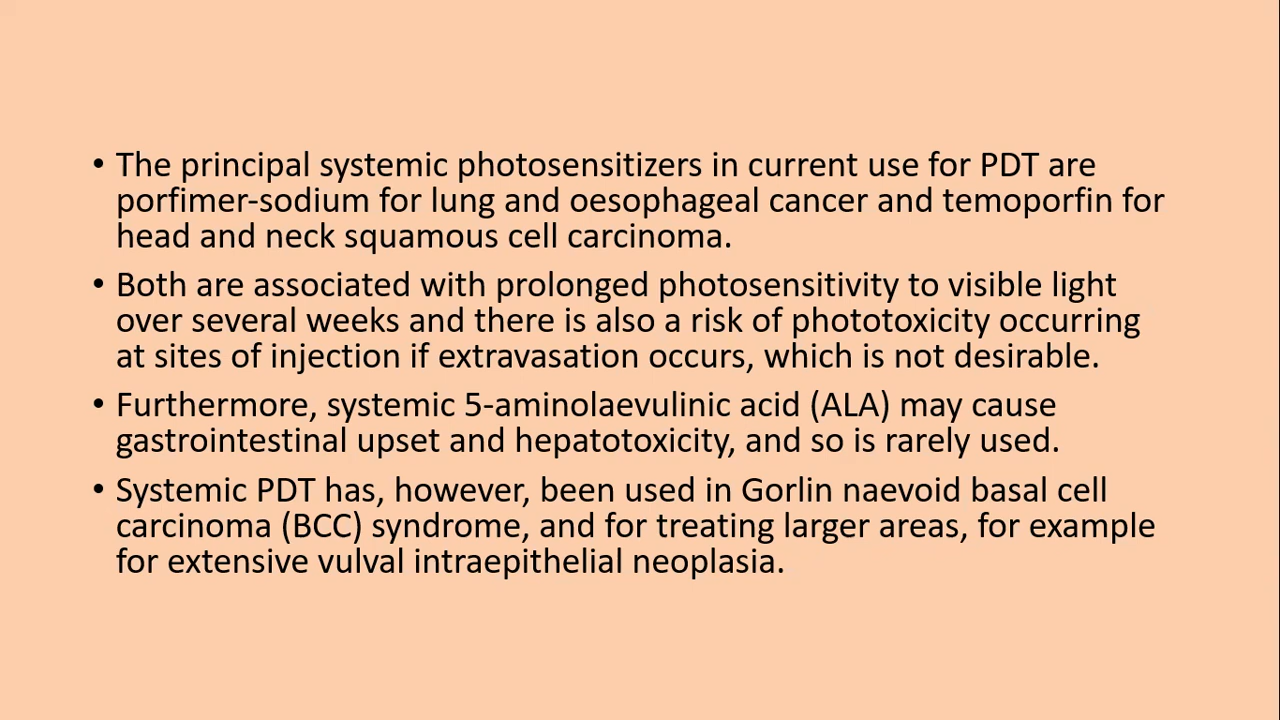 • The principal systemic photosensitizers in current use for PDT are
porfimer-sodium for lung and oesophageal cancer and temoporfin for
head and neck squamous cell carcinoma.
• Both are associated with prolonged photosensitivity to visible light
over several weeks and there is also a risk of phototoxicity occurring
at sites of injection if extravasation occurs, which is not desirable.
• Furthermore, systemic 5-aminolaevulinic acid (ALA) may cause
gastrointestinal upset and hepatotoxicity, and so is rarely used.
• Systemic PDT has, however, been used in Gorlin naevoid basal cell
carcinoma (BCC) syndrome, and for treating larger areas, for example
for extensive vulval intraepithelial neoplasia.